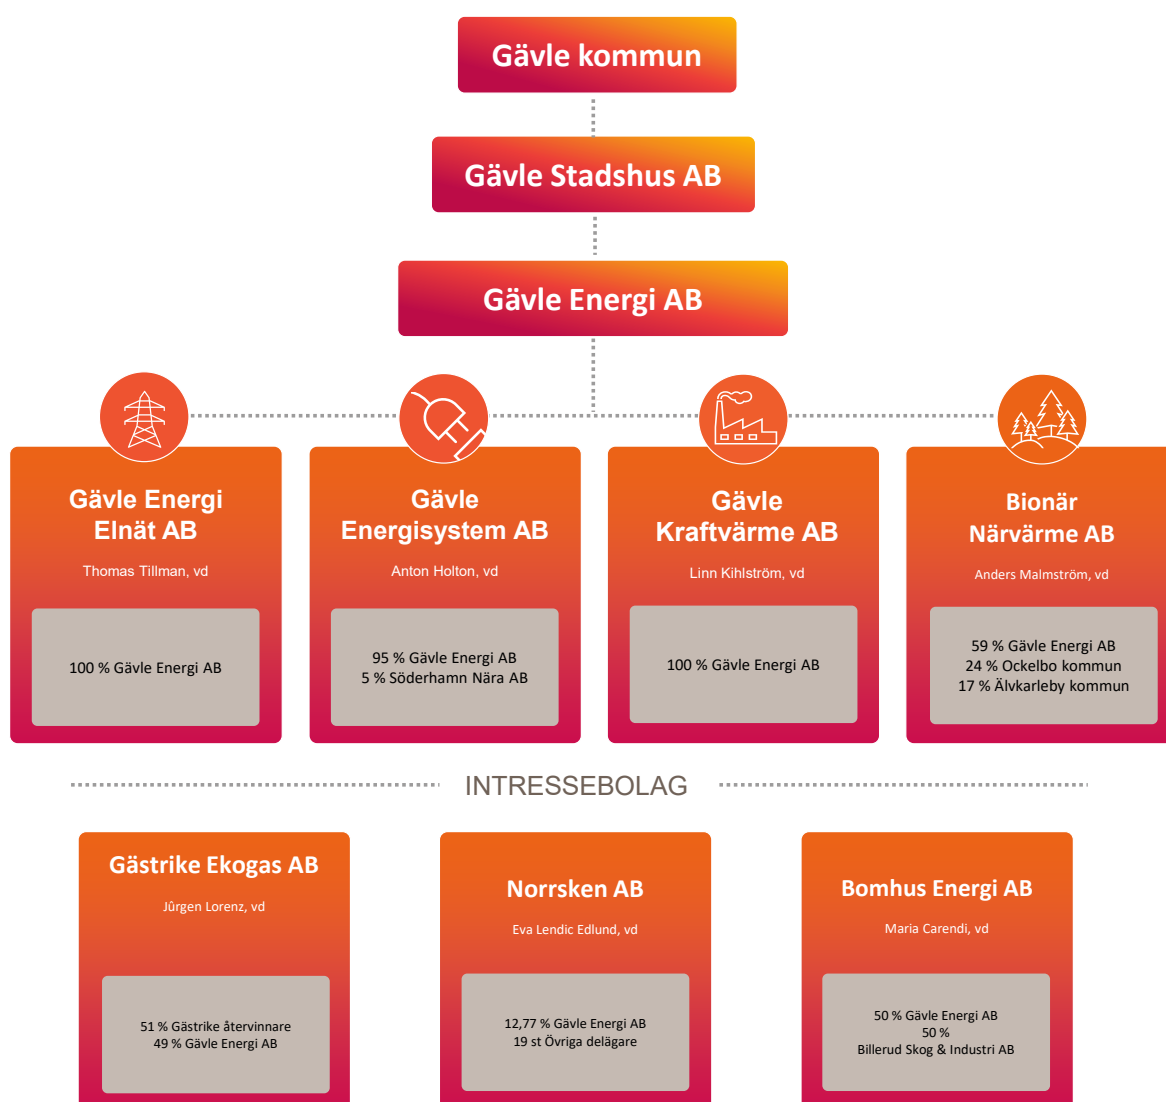 Gävle kommun
Gävle Stadshus AB
Gävle Energi AB
Gävle Energi
Elnät AB
Thomas Tillman, vd
100 % Gävle Energi AB
Gävle
Energisystem AB
Anton Holton, vd
95 % Gävle Energi AB
5 % Söderhamn Nära AB
Gävle
Kraftvärme AB
Linn Kihlström, vd
100 % Gävle Energi AB
Bionär
Närvärme AB
Anders Malmström, vd
59 % Gävle Energi AB
24 % Ockelbo kommun
17 % Älvkarleby kommun
INTRESSEBOLAG
Gästrike Ekogas AB
Jûrgen Lorenz, vd
51 % Gästrike återvinnare
49 % Gävle Energi AB
Norrsken AB
Eva Lendic Edlund, vd
12,77 % Gävle Energi AB
19 st Övriga delägare
Bomhus Energi AB
Maria Carendi, vd
50 % Gävle Energi AB
50 %
Billerud Skog & Industri AB